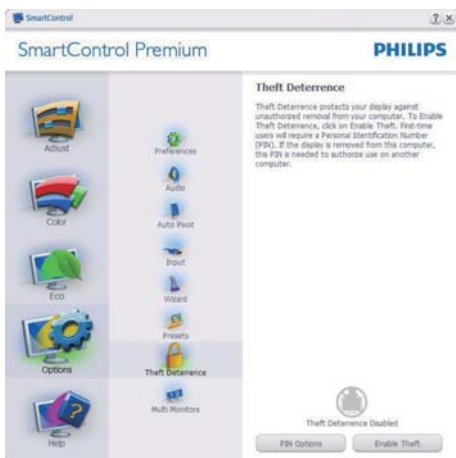 SmartControl
SmartControl Premium
PHILIPS
Adjust
Color
Eco
Options
Help
Preferences
Audio
Auto Pivot
Input
Wizard
Presets
Theft Deterrence
Multi Monitors
Theft Deterrence
Theft Deterrence protects your display against
unauthorized removal from your computer. To Enable
Theft Deterrence, click on Enable Theft. First-time
users will require a Personal Identification Number
(PIN). If the display is removed from this computer,
this PIN is needed to authorize use on another
computer.
Theft Deterrence Disabled
PIN Options
Enable Theft